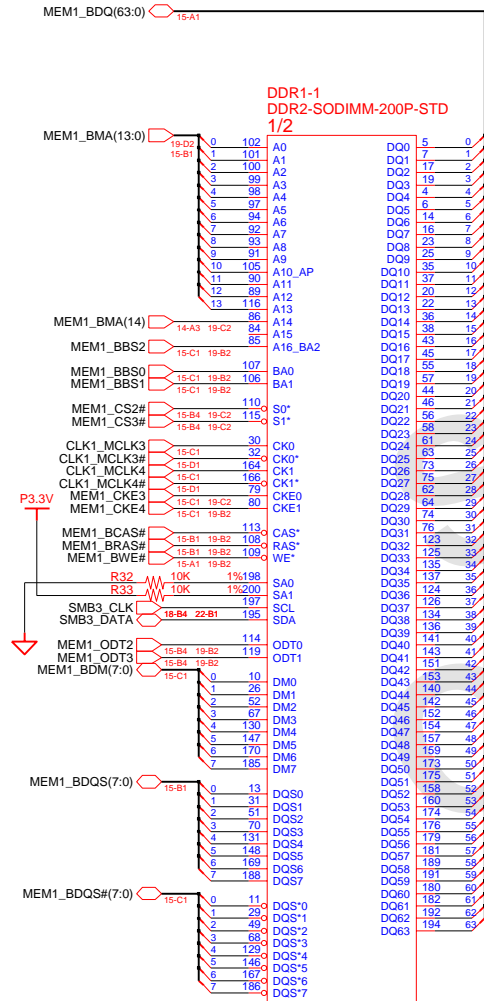 MEM1_BDQ(63:0) 15-A1
DDR1-1
DDR2-SODIMM-200P-STD
1/2
MEM1_BMA(13:0) 19-D2 15-B1
0 102 A0 DQ0 5 0
1 101 A1 DQ1 7 1
2 100 A2 DQ2 17 2
3 99 A3 DQ3 19 3
4 98 A4 DQ4 4 4
5 97 A5 DQ5 6 5
6 94 A6 DQ6 14 6
7 92 A7 DQ7 16 7
8 93 A8 DQ8 23 8
9 91 A9 DQ9 25 9
10 105 A10_AP DQ10 35 10
11 90 A11 DQ11 37 11
12 89 A12 DQ12 20 12
13 116 A13 DQ13 22 13
MEM1_BMA(14) 14-A3 19-C2 86 A14 DQ14 36 14
84 A15 DQ15 38 15
MEM1_BBS2 15-C1 19-B2 85 A16_BA2 DQ16 43 16
DQ17 45 17
MEM1_BBS0 15-C1 19-B2 107 BA0 DQ18 55 18
MEM1_BBS1 15-C1 19-B2 106 BA1 DQ19 57 19
DQ20 44 20
MEM1_CS2# 15-B4 19-C2 110 S0* DQ21 46 21
MEM1_CS3# 15-B4 19-C2 115 S1* DQ22 56 22
DQ23 58 23
CLK1_MCLK3 15-C1 30 CK0 DQ24 61 24
CLK1_MCLK3# 15-C1 32 CK0* DQ25 63 25
CLK1_MCLK4 15-D1 164 CK1 DQ26 73 26
CLK1_MCLK4# 15-D1 166 CK1* DQ27 75 27
MEM1_CKE3 15-C1 19-B2 79 CKE0 DQ28 62 28
MEM1_CKE4 15-C1 19-C2 80 CKE1 DQ29 64 29
P3.3V
DQ30 74 30
MEM1_BCAS# 15-B1 19-B2 113 CAS* DQ31 76 31
MEM1_BRAS# 15-B1 19-B2 108 RAS* DQ32 123 32
MEM1_BWE# 15-A1 19-B2 109 WE* DQ33 125 33
DQ34 135 34
R32 10K 1% 198 SA0 DQ35 137 35
R33 10K 1% 200 SA1 DQ36 124 36
SMB3_CLK 197 SCL DQ37 126 37
SMB3_DATA 18-B4 22-B1 195 SDA DQ38 134 38
DQ39 136 39
MEM1_ODT2 15-B4 19-B2 114 ODT0 DQ40 141 40
MEM1_ODT3 15-B4 19-B2 119 ODT1 DQ41 143 41
MEM1_BDM(7:0) 15-C1 DQ42 151 42
0 10 DM0 DQ43 153 43
1 26 DM1 DQ44 140 44
2 52 DM2 DQ45 142 45
3 67 DM3 DQ46 152 46
4 130 DM4 DQ47 154 47
5 147 DM5 DQ48 157 48
6 170 DM6 DQ49 159 49
7 185 DM7 DQ50 173 50
DQ51 175 51
MEM1_BDQS(7:0) 15-B1
0 13 DQS0 DQ52 158 52
1 31 DQS1 DQ53 160 53
2 51 DQS2 DQ54 174 54
3 70 DQS3 DQ55 176 55
4 131 DQS4 DQ56 179 56
5 148 DQS5 DQ57 181 57
6 169 DQS6 DQ58 189 58
7 188 DQS7 DQ59 191 59
DQ60 180 60
MEM1_BDQS#(7:0) 15-C1
0 11 DQS*0 DQ61 182 61
1 29 DQS*1 DQ62 192 62
2 49 DQS*2 DQ63 194 63
3 68 DQS*3
4 129 DQS*4
5 146 DQS*5
6 167 DQS*6
7 186 DQS*7